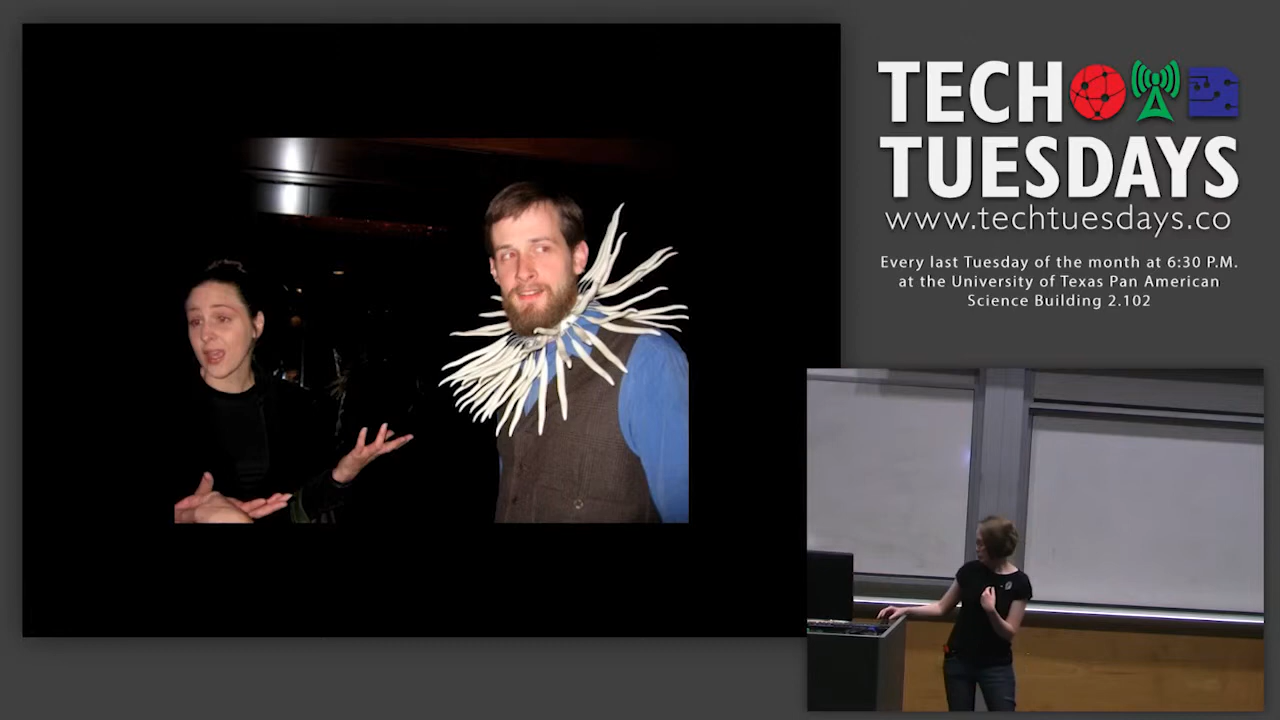 TECH
TUESDAYS
www.techtuesdays.co
Every last Tuesday of the month at 6:30 P.M.
at the University of Texas Pan American
Science Building 2.102